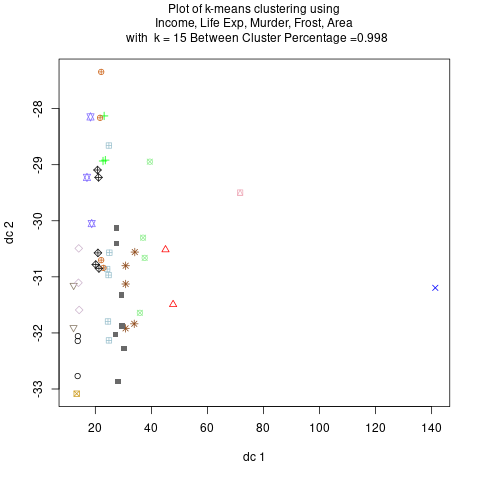 Plot of k-means clustering using
Income, Life Exp, Murder, Frost, Area
with k = 15 Between Cluster Percentage =0.998
-28
-29
-30
-31
-32
-33
dc 2
20 40 60 80 100 120 140
dc 1